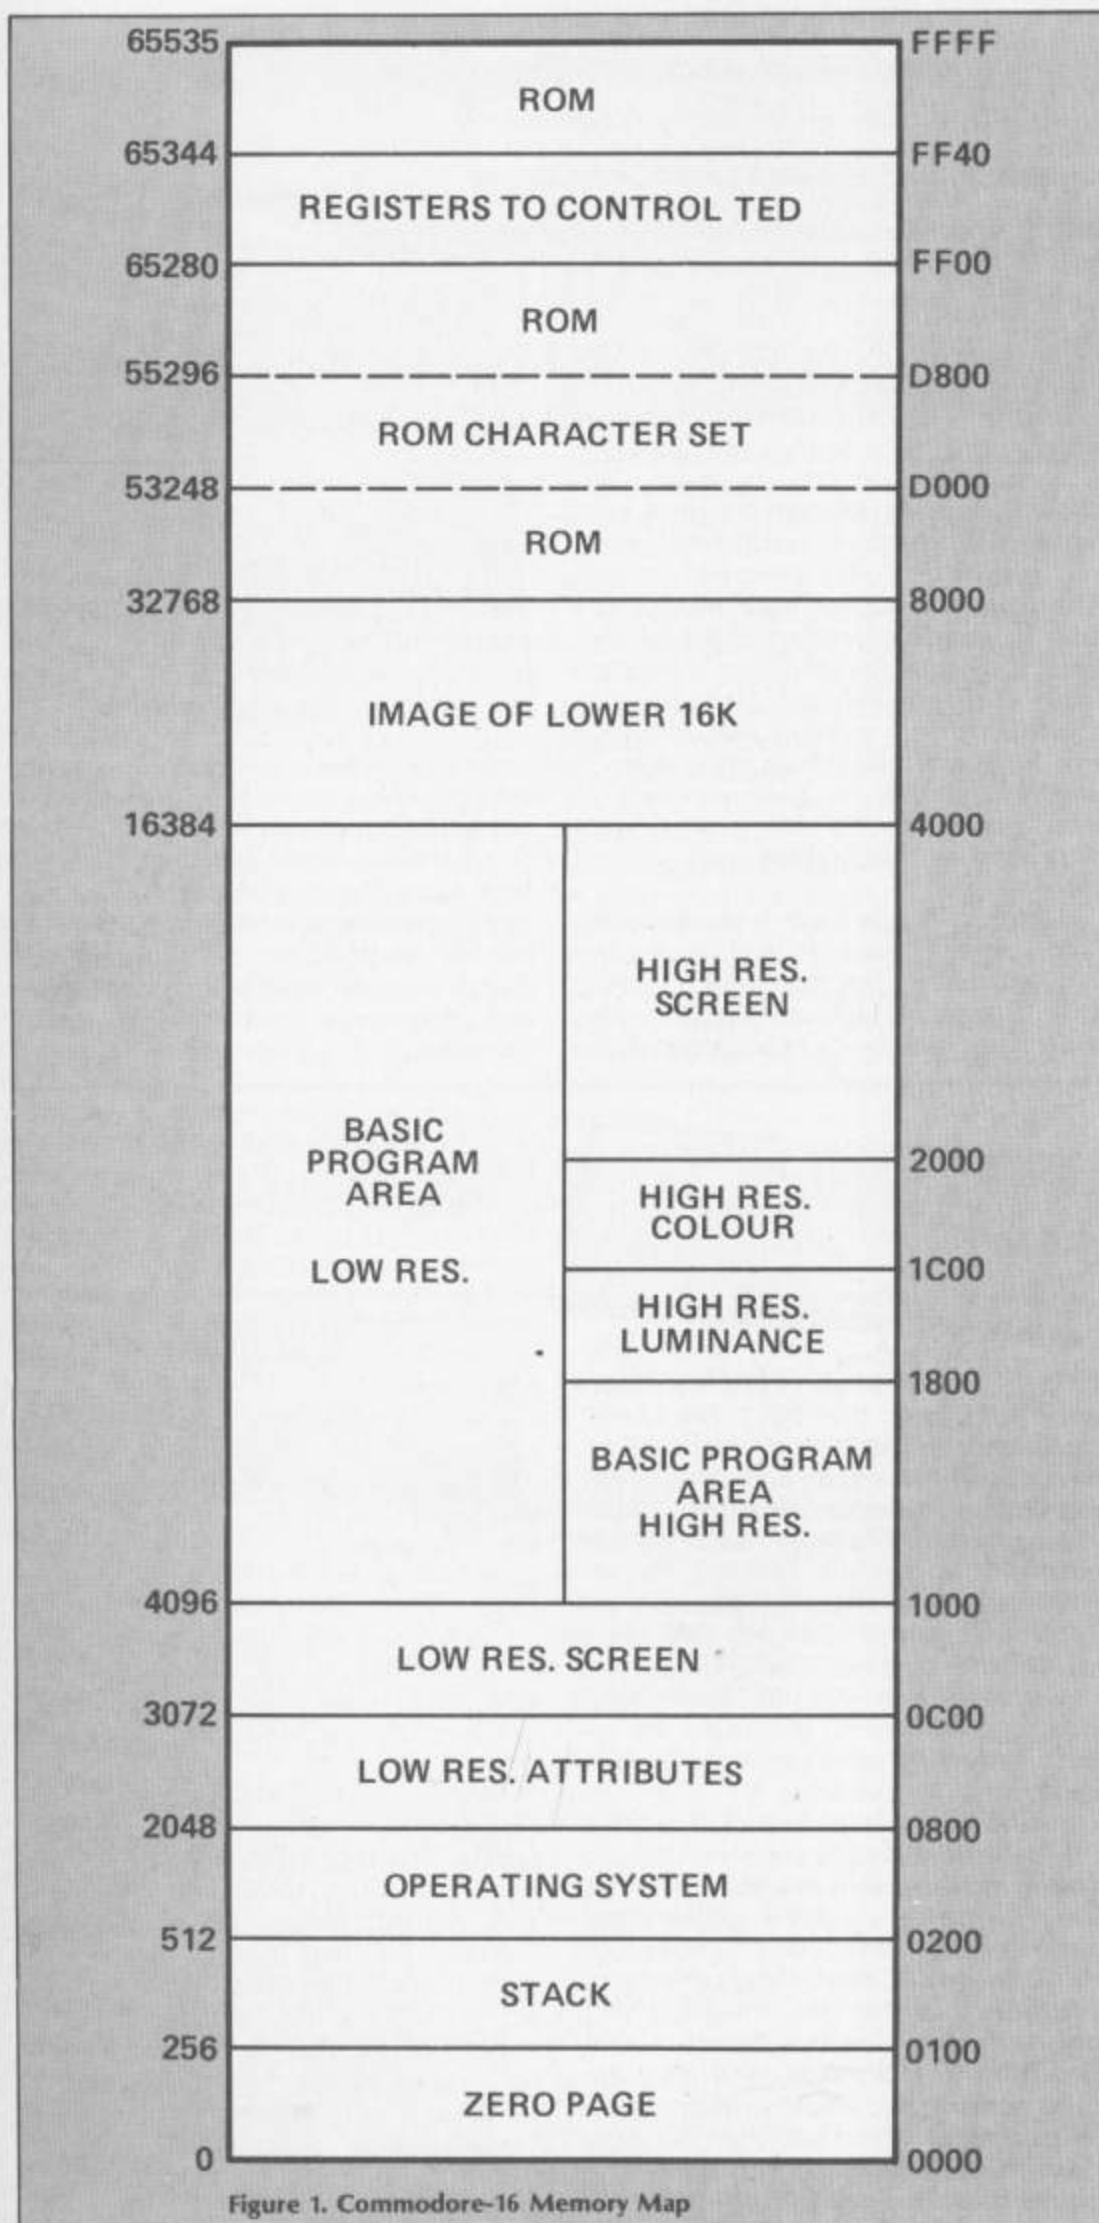 65535 FFFF
ROM
65344 FF40
REGISTERS TO CONTROL TED
65280 FF00
ROM
55296 D800
ROM CHARACTER SET
53248 D000
ROM
32768 8000
IMAGE OF LOWER 16K
16384 4000
HIGH RES.
SCREEN
BASIC
PROGRAM
AREA
LOW RES.
2000
HIGH RES.
COLOUR
1C00
HIGH RES.
LUMINANCE
1800
BASIC PROGRAM
AREA
HIGH RES.
4096 1000
LOW RES. SCREEN
3072 0C00
LOW RES. ATTRIBUTES
2048 0800
OPERATING SYSTEM
512 0200
STACK
256 0100
ZERO PAGE
0 0000
Figure 1. Commodore-16 Memory Map